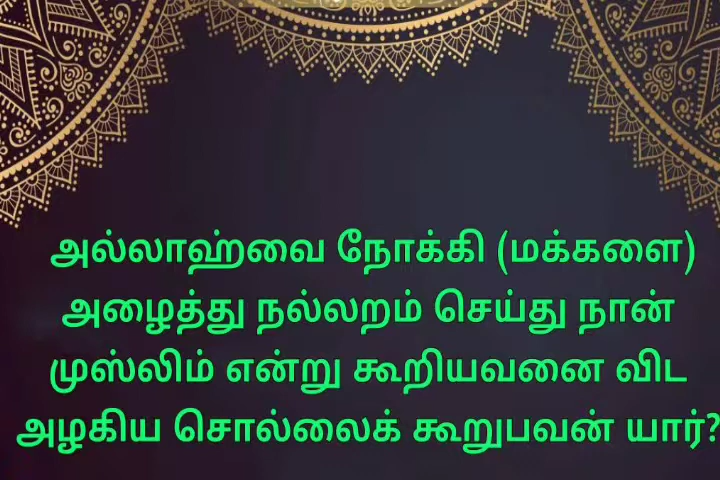 அல்லாஹ்வை நோக்கி (மக்களை)
அழைத்து நல்லறம் செய்து நான்
முஸ்லிம் என்று கூறியவனை விட
அழகிய சொல்லைக் கூறுபவன் யார்?